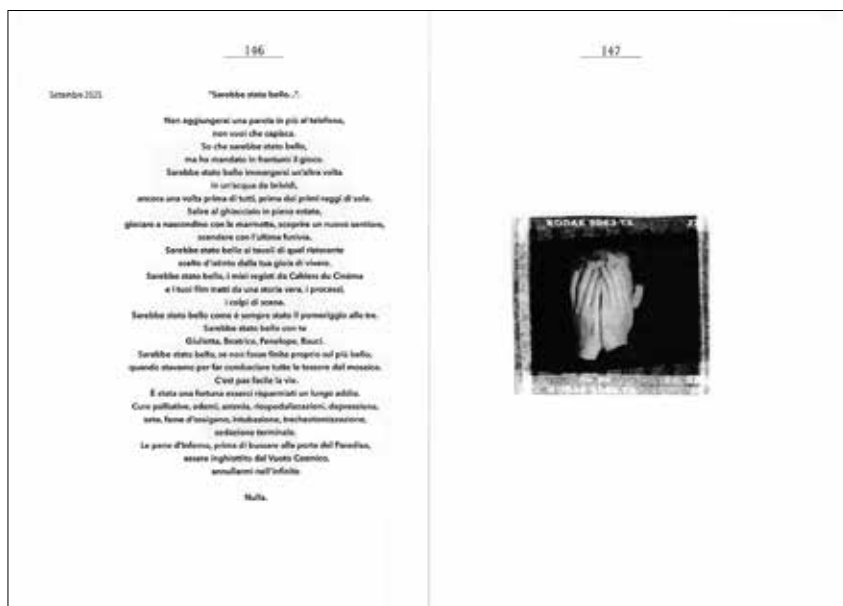 146
147
Settembre 2025
"Sarebbe stato bello...".
Non aggiungerei una parola in più al telefono,
non vuoi che capisca.
So che sarebbe stato bello,
ma ho mandato in frantumi il gioco.
Sarebbe stato bello immergersi un'altra volta
in un'acqua da brividi,
ancora una volta prima di tutti, prima dei primi raggi di sole.
Salire al ghiacciaio in piena estate,
giocare a nascondino con le marmotte, scoprire un nuovo sentiero,
scendere con l'ultima funivia.
Sarebbe stato bello ai tavoli di quel ristorante
scelto d'istinto dalla tua gioia di vivere.
Sarebbe stato bello, i miei registi da Cahiers du Cinéma
e i tuoi film tratti da una storia vera, i processi,
i colpi di scena.
Sarebbe stato bello come è sempre stato il pomeriggio alle tre.
Sarebbe stato bello con te
Giulietta, Beatrice, Penelope, Rauci.
Sarebbe stato bello, se non fosse finito proprio sul più bello,
quando stavamo per far combaciare tutte le tessere del mosaico.
C'est pas facile la vie.
È stata una fortuna esserci risparmiati un lungo addio.
Cure palliative, edemi, anemia, riospedalizzazioni, depressione,
sete, fame d'ossigeno, intubazione, tracheotomizzazione,
sedazione terminale.
Le pene d'Inferno, prima di bussare alle porte del Paradiso,
essere inghiottito dal Vuoto Cosmico,
annullarmi nell'infinito
Nulla.
KODAK 5063 TX